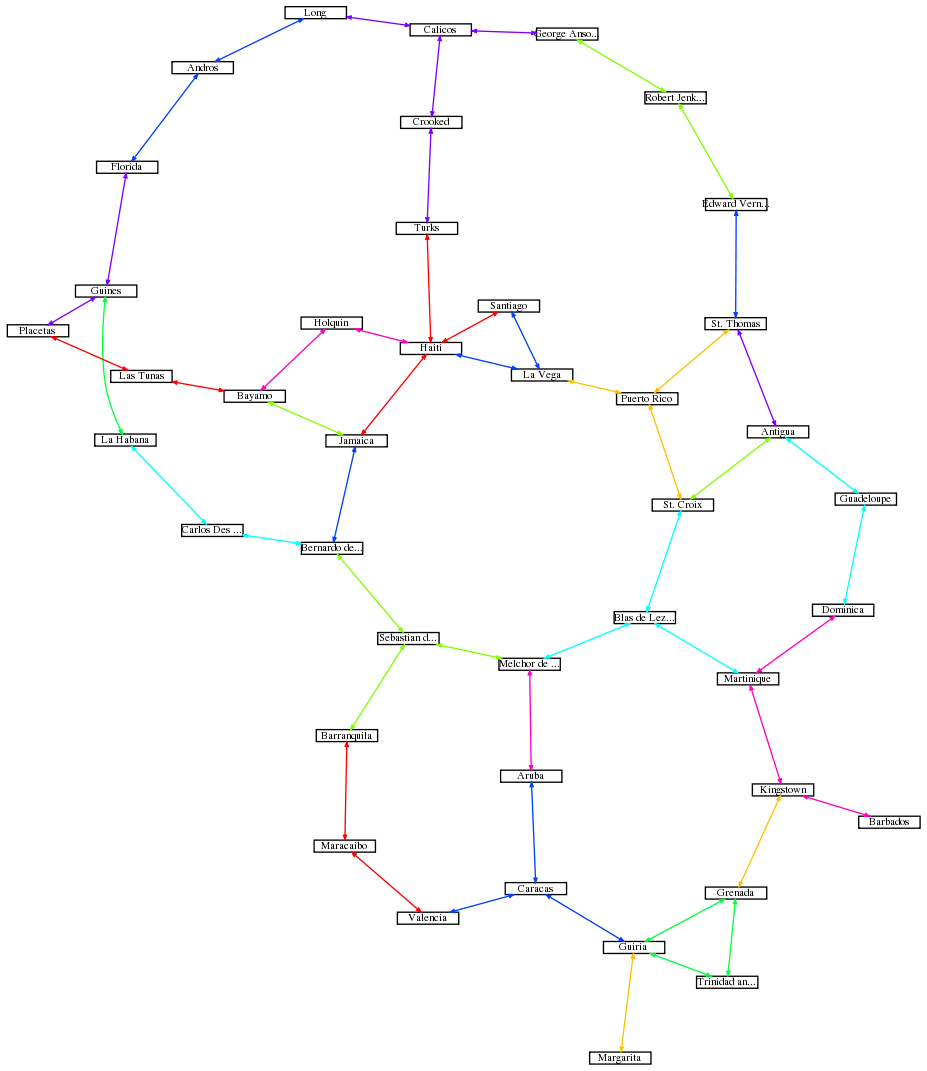 Long
Calicos
George Anso...
Andros
Robert Jenk...
Crooked
Florida
Edward Vern...
Turks
Guines
Santiago
Holquin
St. Thomas
Placetas
Haiti
La Vega
Las Tunas
Bayamo
Puerto Rico
Antigua
La Habana
Jamaica
Guadeloupe
St. Croix
Carlos Des ...
Bernardo de...
Dominica
Blas de Lez...
Sebastian d...
Melchor de ...
Martinique
Barranquila
Aruba
Kingstown
Barbados
Maracaibo
Caracas
Grenada
Valencia
Guiria
Trinidad an...
Margarita